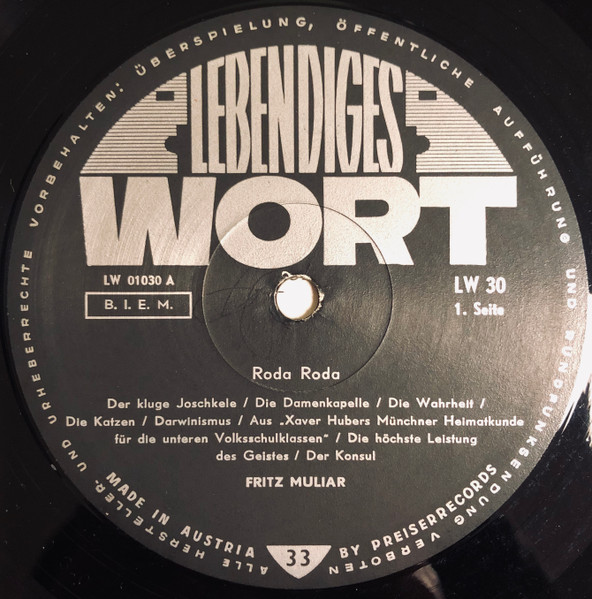 ALLE HERSTELLER- UND URHEBERRECHTE VORBEHALTEN: ÜBERSPIELUNG, ÖFFENTLICHE AUFFÜHRUNG UND RUNDFUNKSENDUNG VERBOTEN
LEBENDIGES
WORT
LW 01030 A
B. I. E. M.
LW 30
1. Seite
Roda Roda
Der kluge Joschkele / Die Damenkapelle / Die Wahrheit /
Die Katzen / Darwinismus / Aus „Xaver Hubers Münchner Heimatkunde
für die unteren Volksschulklassen" / Die höchste Leistung
des Geistes / Der Konsul
FRITZ MULIAR
MADE IN AUSTRIA
33
BY PREISERRECORDS